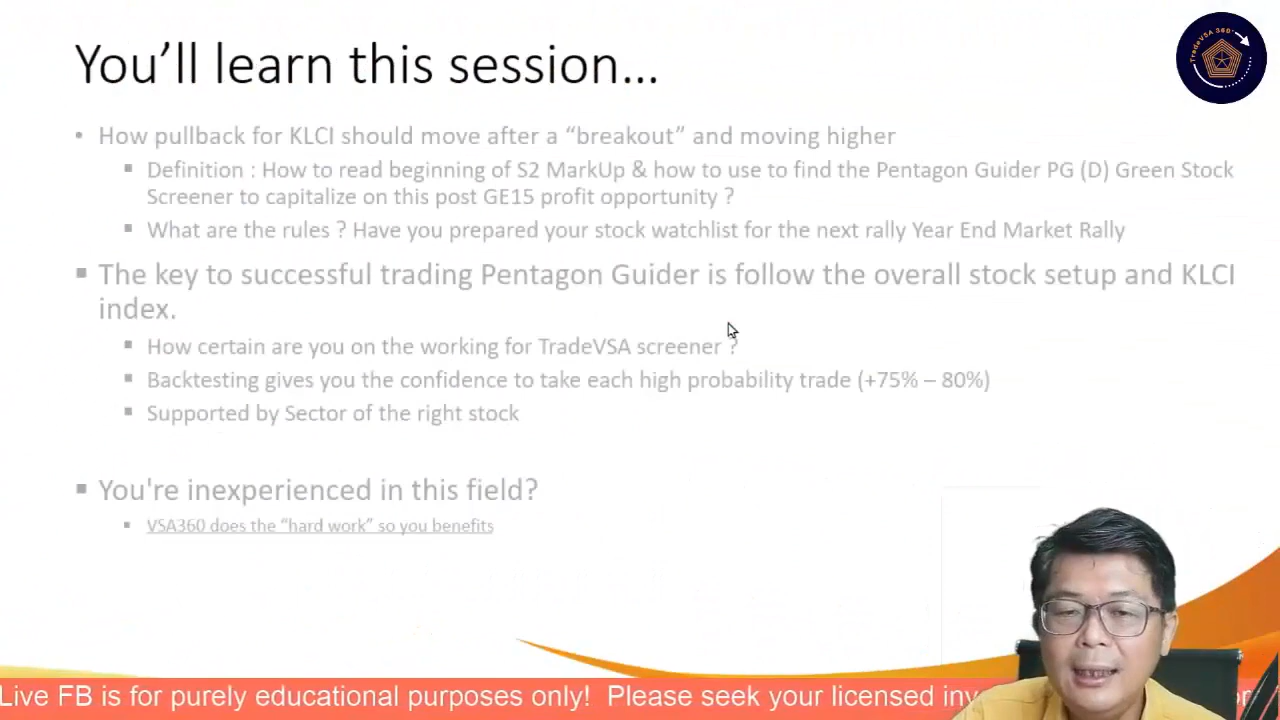 You’ll learn this session…
TradeVSA 360°
• How pullback for KLCI should move after a “breakout” and moving higher
▪ Definition : How to read beginning of S2 MarkUp & how to use to find the Pentagon Guider PG (D) Green Stock
Screener to capitalize on this post GE15 profit opportunity ?
▪ What are the rules ? Have you prepared your stock watchlist for the next rally Year End Market Rally
▪ The key to successful trading Pentagon Guider is follow the overall stock setup and KLCI
index.
▪ How certain are you on the working for TradeVSA screener ?
▪ Backtesting gives you the confidence to take each high probability trade (+75% – 80%)
▪ Supported by Sector of the right stock
▪ You're inexperienced in this field?
▪ VSA360 does the “hard work” so you benefits
Live FB is for purely educational purposes only! Please seek your licensed